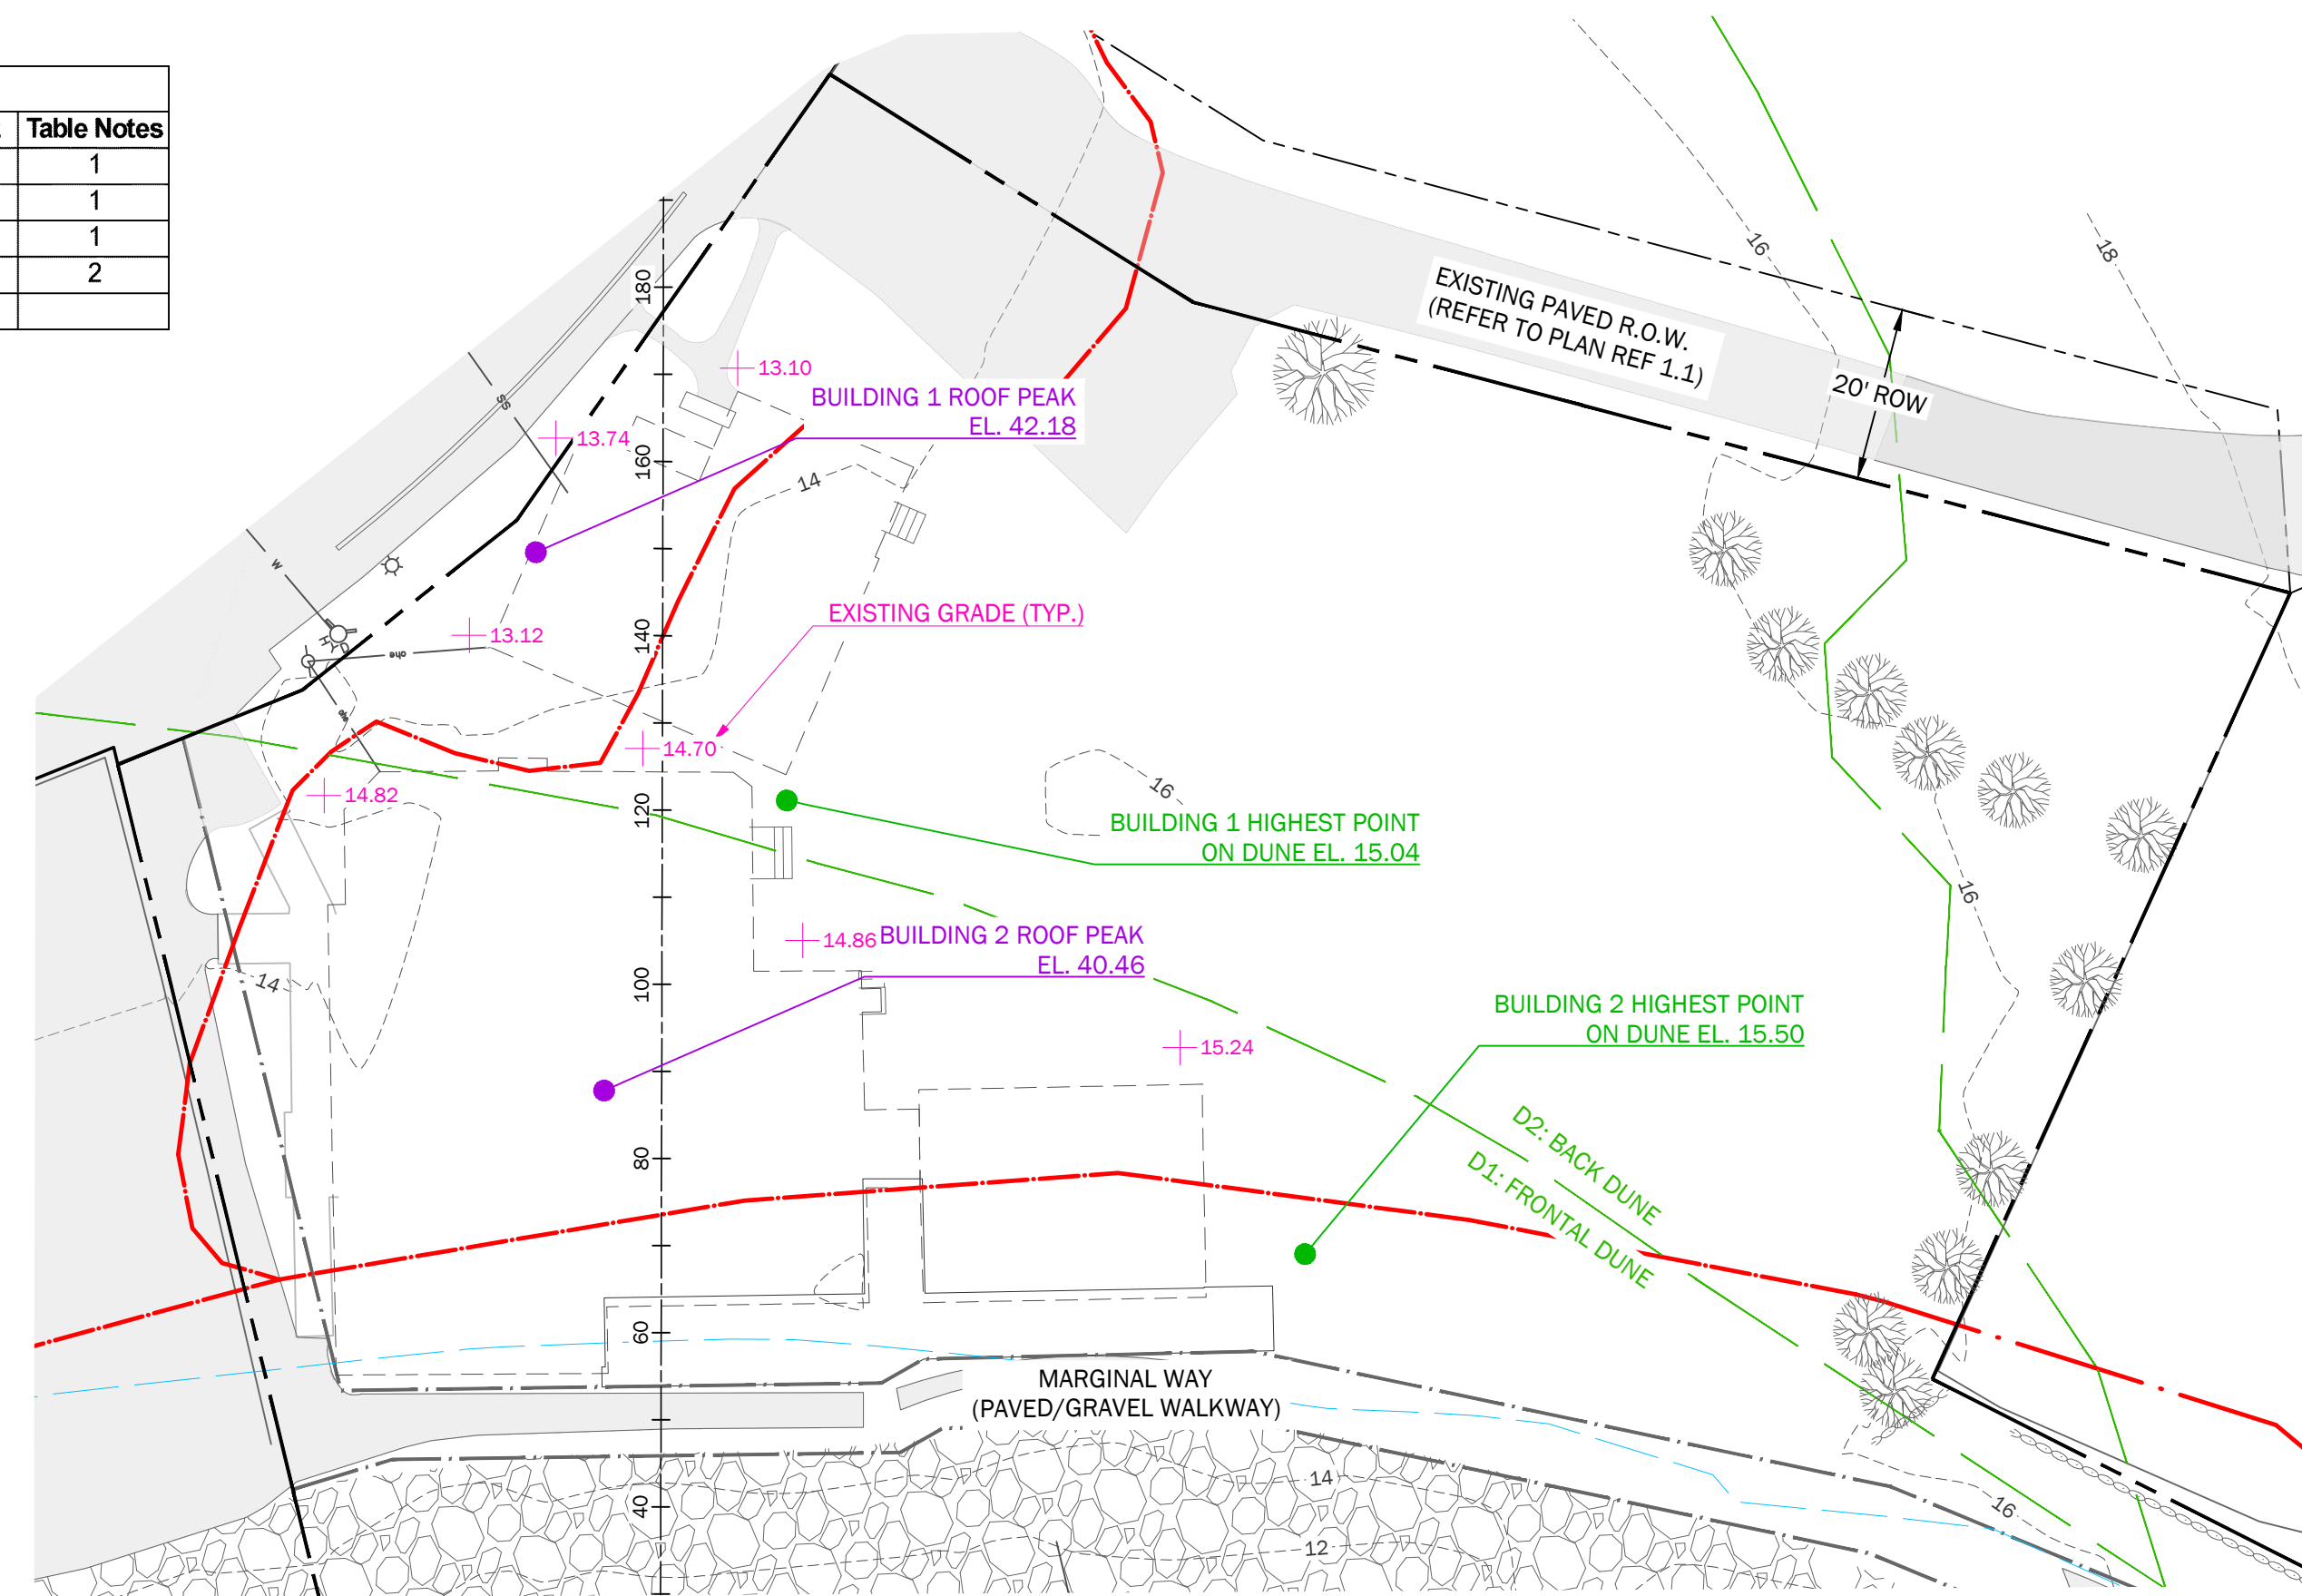 Table Notes
1
1
1
2
16
18
EXISTING PAVED R.O.W.
(REFER TO PLAN REF 1.1)
20' ROW
180
13.10
BUILDING 1 ROOF PEAK
EL. 42.18
SS
13.74
160
14
W
EXISTING GRADE (TYP.)
13.12
140
ohe
ohe
14.70
14.82
16
120
BUILDING 1 HIGHEST POINT
ON DUNE EL. 15.04
16
14.86
BUILDING 2 ROOF PEAK
EL. 40.46
14
100
BUILDING 2 HIGHEST POINT
ON DUNE EL. 15.50
15.24
80
D2: BACK DUNE
D1: FRONTAL DUNE
60
MARGINAL WAY
(PAVED/GRAVEL WALKWAY)
14
40
16
12